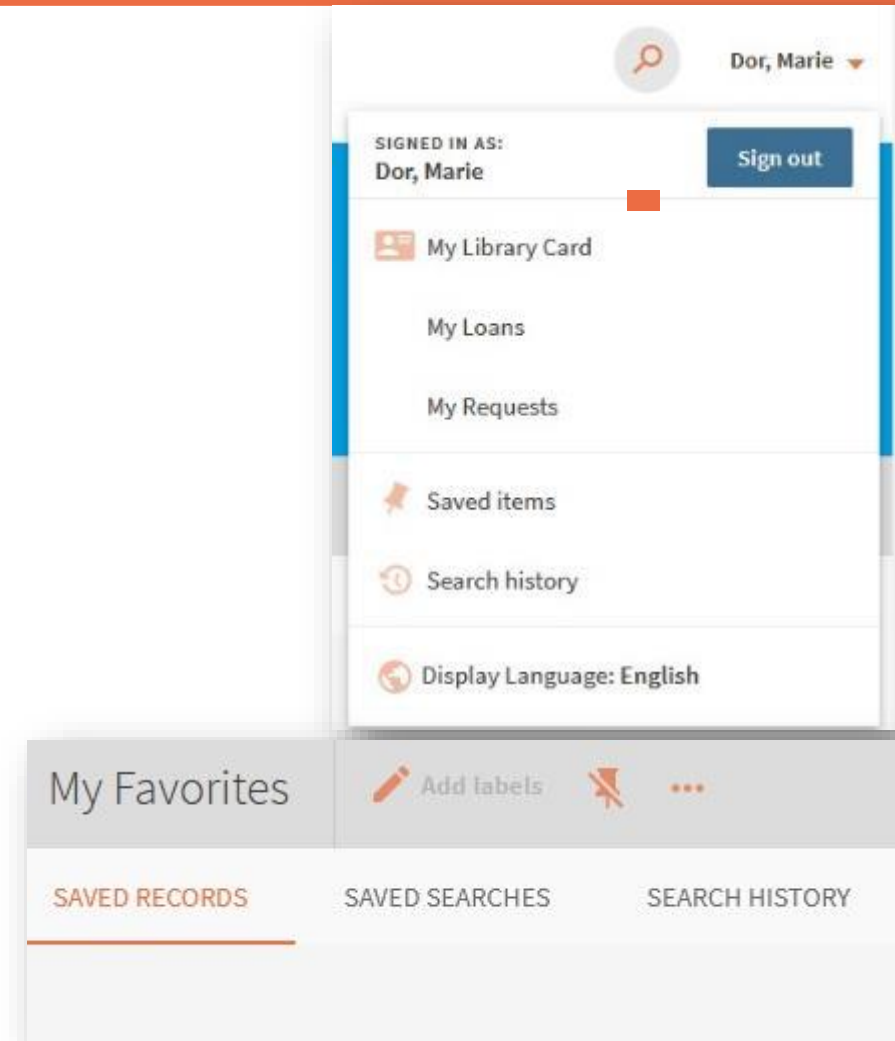 Dor, Marie
SIGNED IN AS:
Dor, Marie
Sign out
My Library Card
My Loans
My Requests
Saved items
Search history
Display Language: English
My Favorites
Add labels
SAVED RECORDS SAVED SEARCHES SEARCH HISTORY